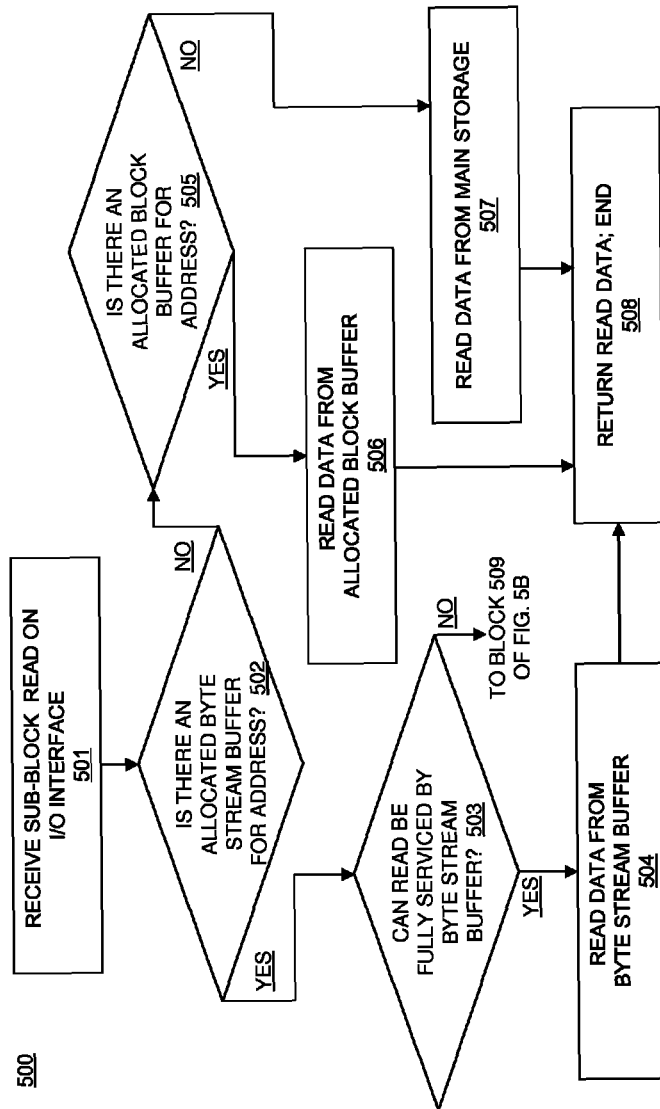 500
RECEIVE SUB-BLOCK READ ON
I/O INTERFACE
501
IS THERE AN
ALLOCATED BYTE
STREAM BUFFER
FOR ADDRESS? 502
YES
NO
CAN READ BE
FULLY SERVICED BY
BYTE STREAM
BUFFER? 503
YES
NO
TO BLOCK 509
OF FIG. 5B
READ DATA FROM
BYTE STREAM BUFFER
504
IS THERE AN
ALLOCATED BLOCK
BUFFER FOR
ADDRESS? 505
YES
NO
READ DATA FROM
ALLOCATED BLOCK BUFFER
506
READ DATA FROM MAIN STORAGE
507
RETURN READ DATA; END
508